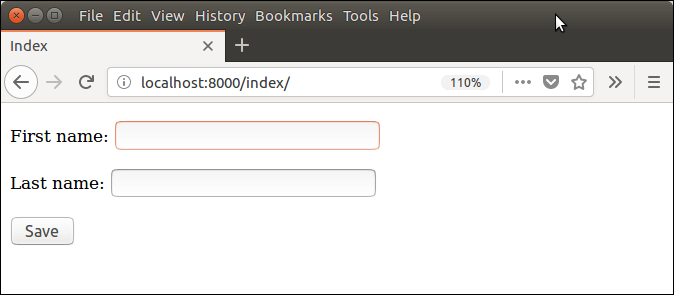 File Edit View History Bookmarks Tools Help
Index
localhost:8000/index/ 110%
First name:
Last name:
Save